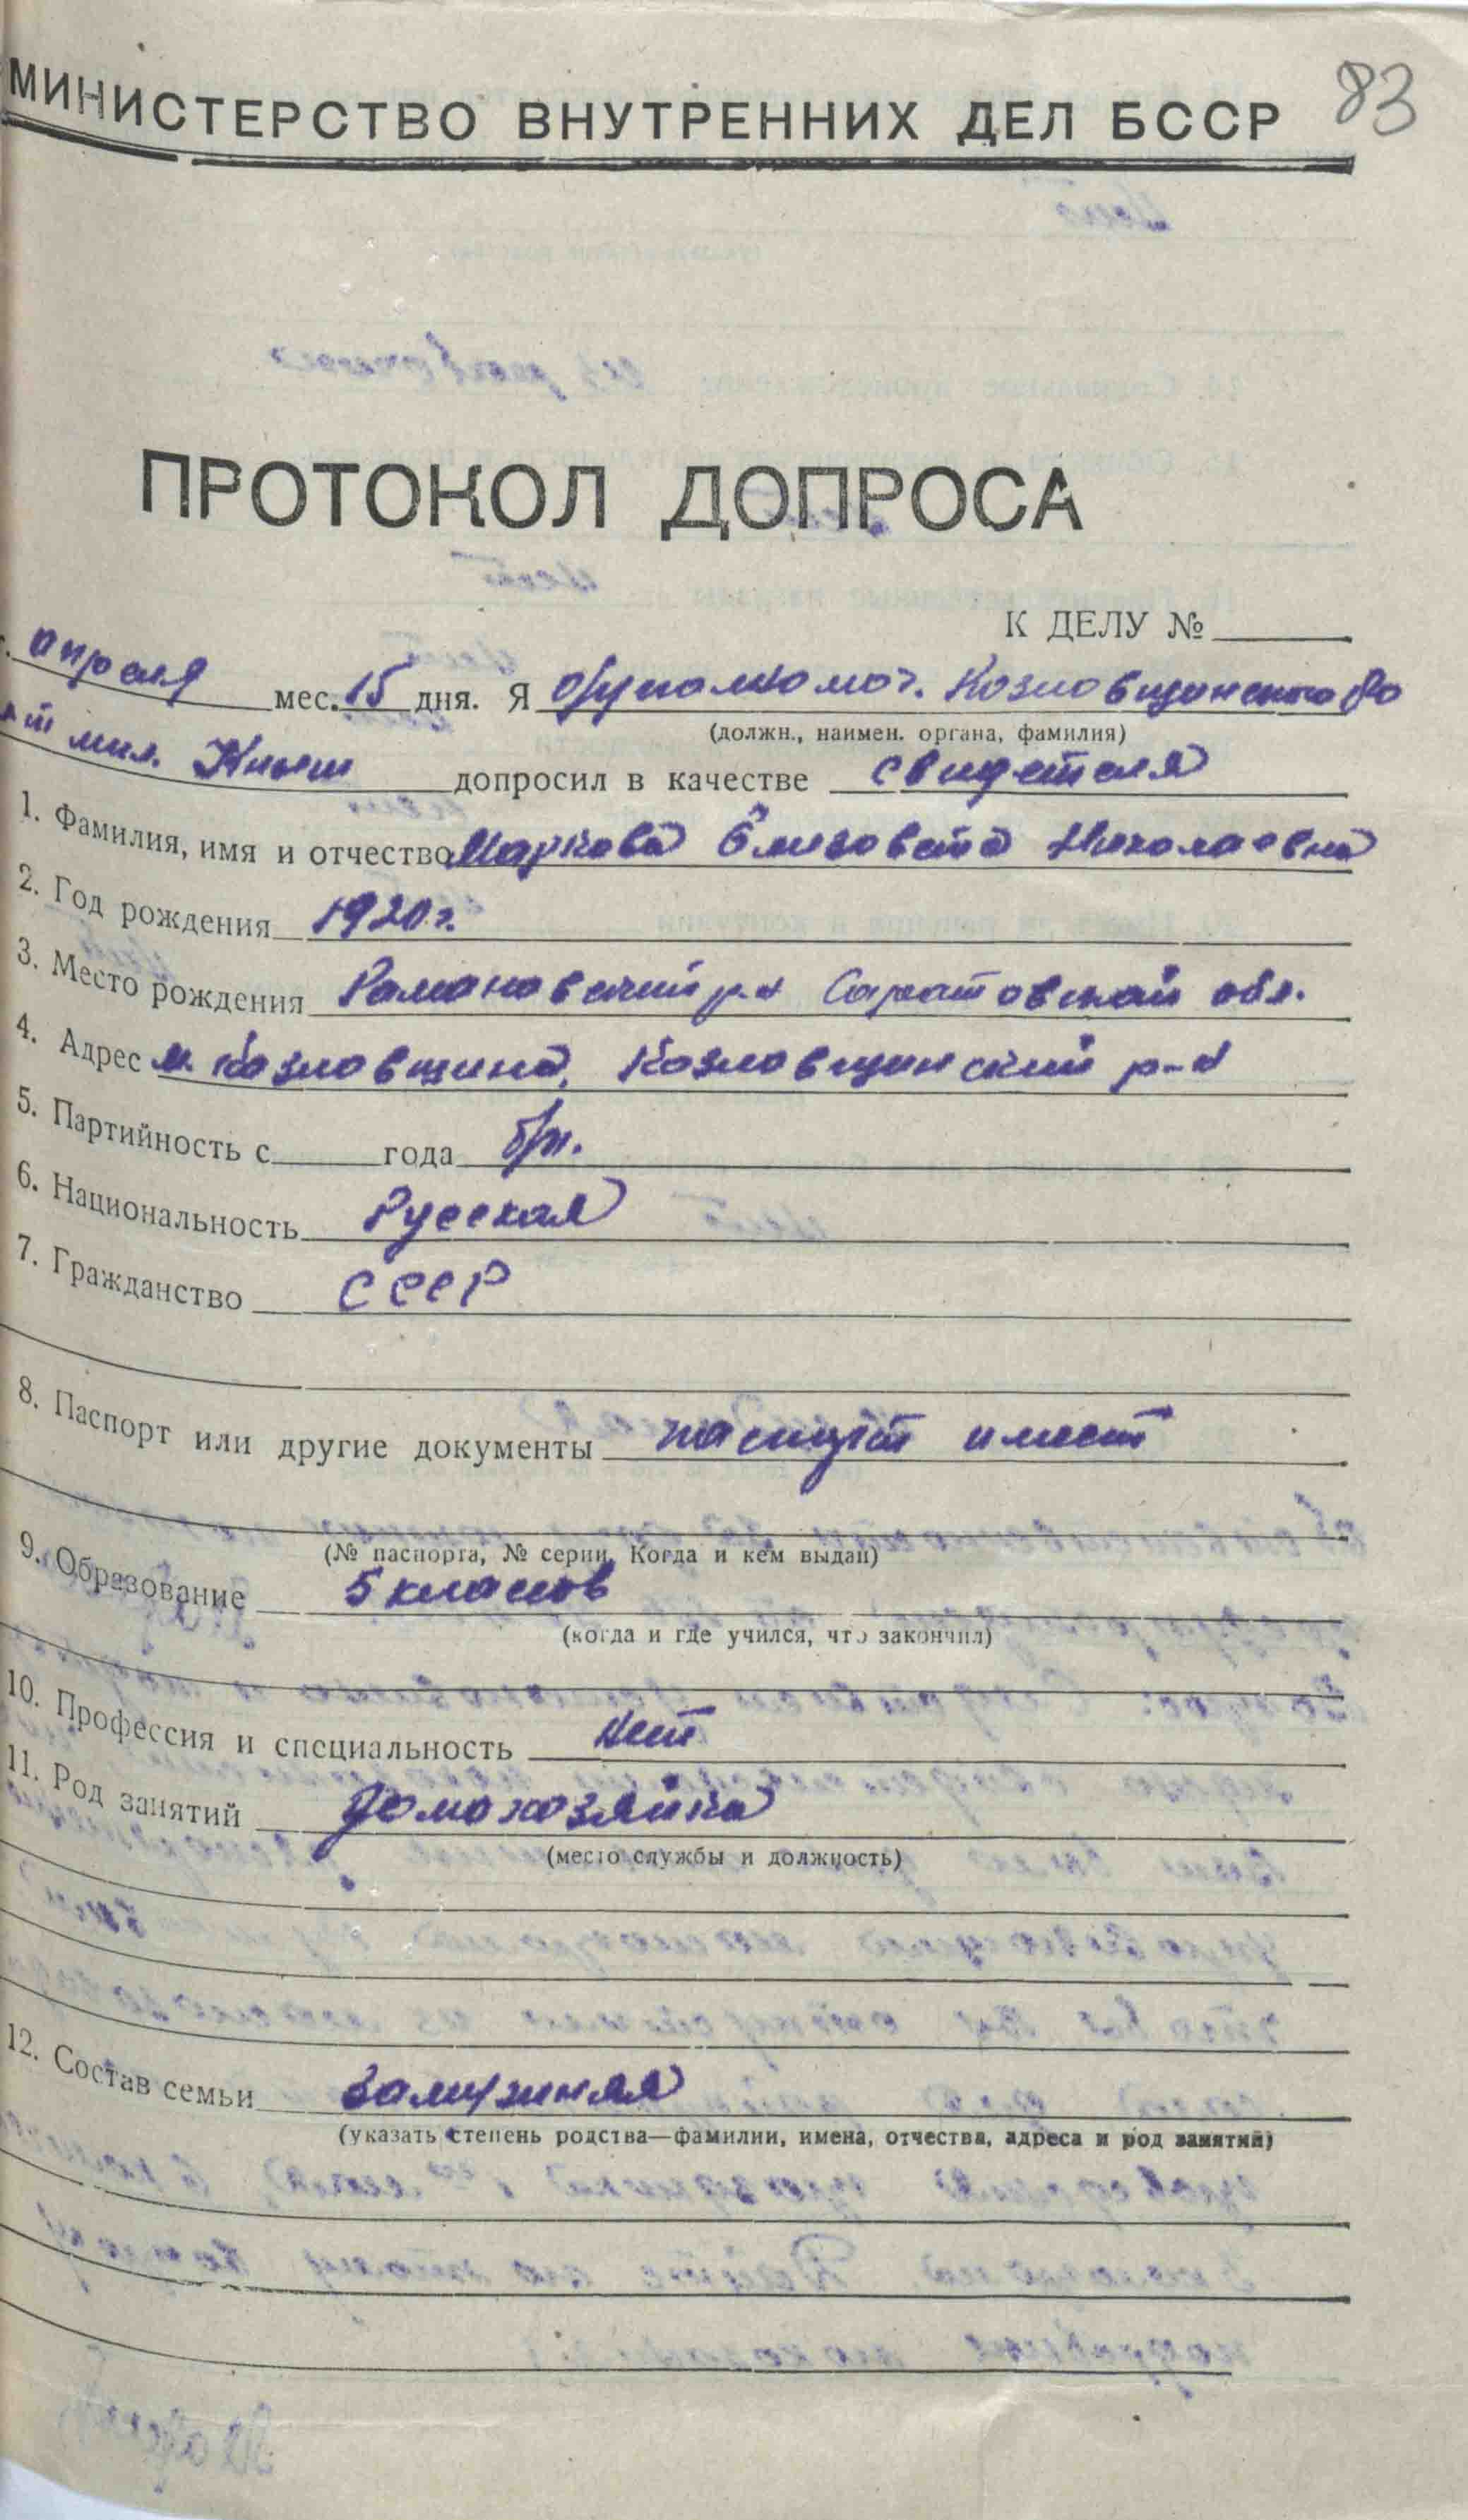 83
МИНИСТЕРСТВО ВНУТРЕННИХ ДЕЛ БССР
ПРОТОКОЛ ДОПРОСА
К ДЕЛУ №
апреля мес. 15 дня. Я о/уполномоч. Козловщинского РО
(должн., наимен. органа, фамилия)
мил. допросил в качестве свидетеля
1. Фамилия, имя и отчество Маркова Елизовета Николаевна
2. Год рождения 1920 г.
3. Место рождения Романовский р-н Саратовской обл.
4. Адрес м. Козловщина, Козловщинский р-н
5. Партийность с года б/п.
6. Национальность Русская
7. Гражданство СССР
8. Паспорт или другие документы паспорт имеет
(№ паспорта, № серии, Когда и кем выдан)
9. Образование 5 классов
(когда и где учился, что закончил)
10. Профессия и специальность нет
11. Род занятий домохозяйка
(место службы и должность)
12. Состав семьи замужняя
(указать степень родства—фамилии, имена, отчества, адреса и род занятий)